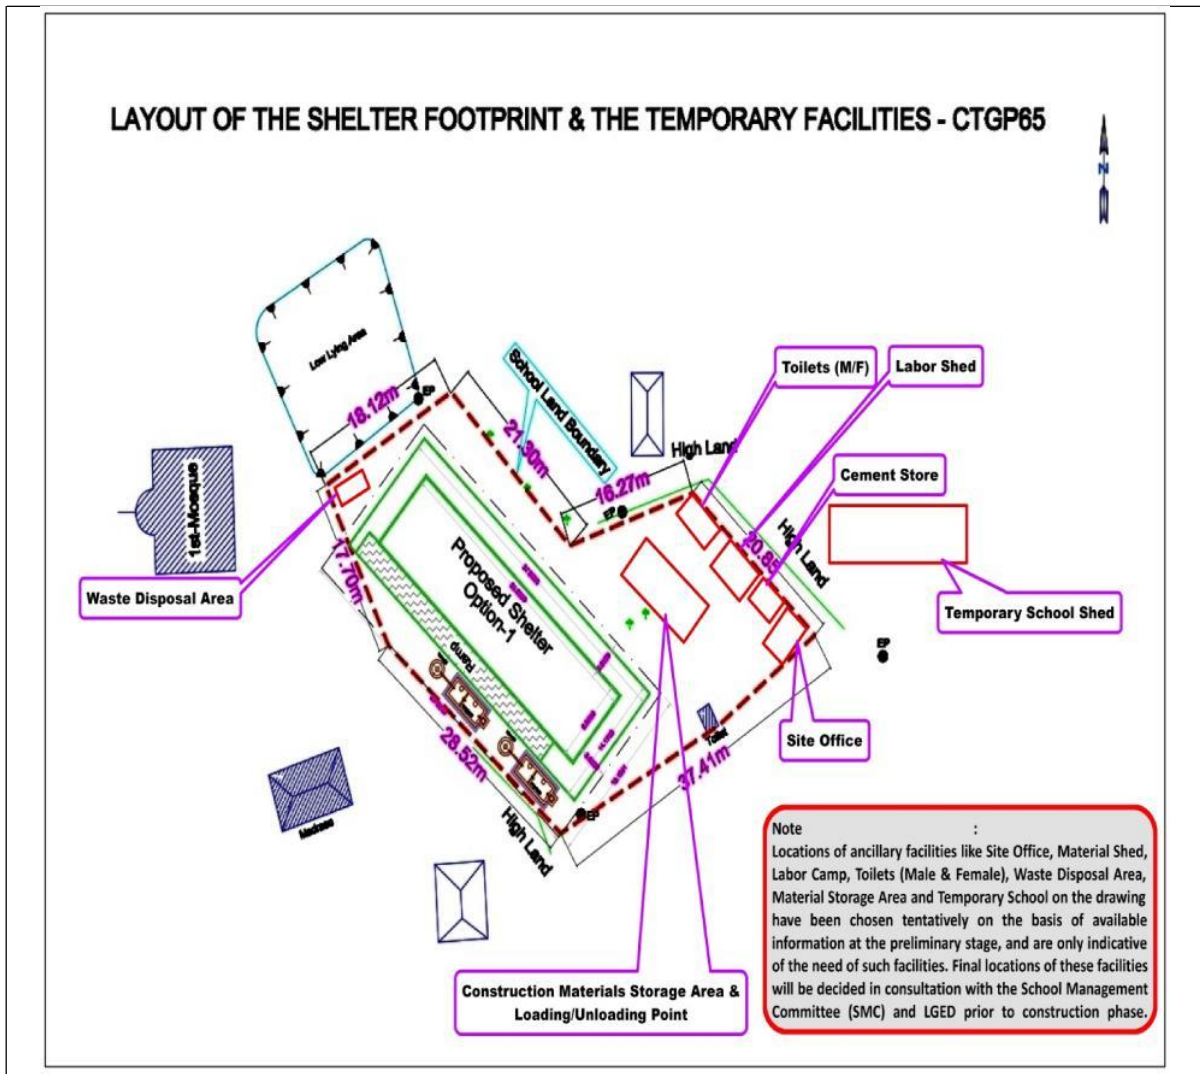 LAYOUT OF THE SHELTER FOOTPRINT & THE TEMPORARY FACILITIES - CTGP65
N
Low Lying Area
EP
18.12m
School Land Boundary
21.30m
High Land
16.27m
EP
Toilets (M/F)
Labor Shed
Cement Store
High Land
20.85
Temporary School Shed
EP
1st-Mosque
17.70m
Waste Disposal Area
Proposed Shelter
Option-1
Ramp
Site Office
Toilet
37.41m
28.52m
EP
High Land
Construction Materials Storage Area &
Loading/Unloading Point
Note :
Locations of ancillary facilities like Site Office, Material Shed,
Labor Camp, Toilets (Male & Female), Waste Disposal Area,
Material Storage Area and Temporary School on the drawing
have been chosen tentatively on the basis of available
information at the preliminary stage, and are only indicative
of the need of such facilities. Final locations of these facilities
will be decided in consultation with the School Management
Committee (SMC) and LGED prior to construction phase.